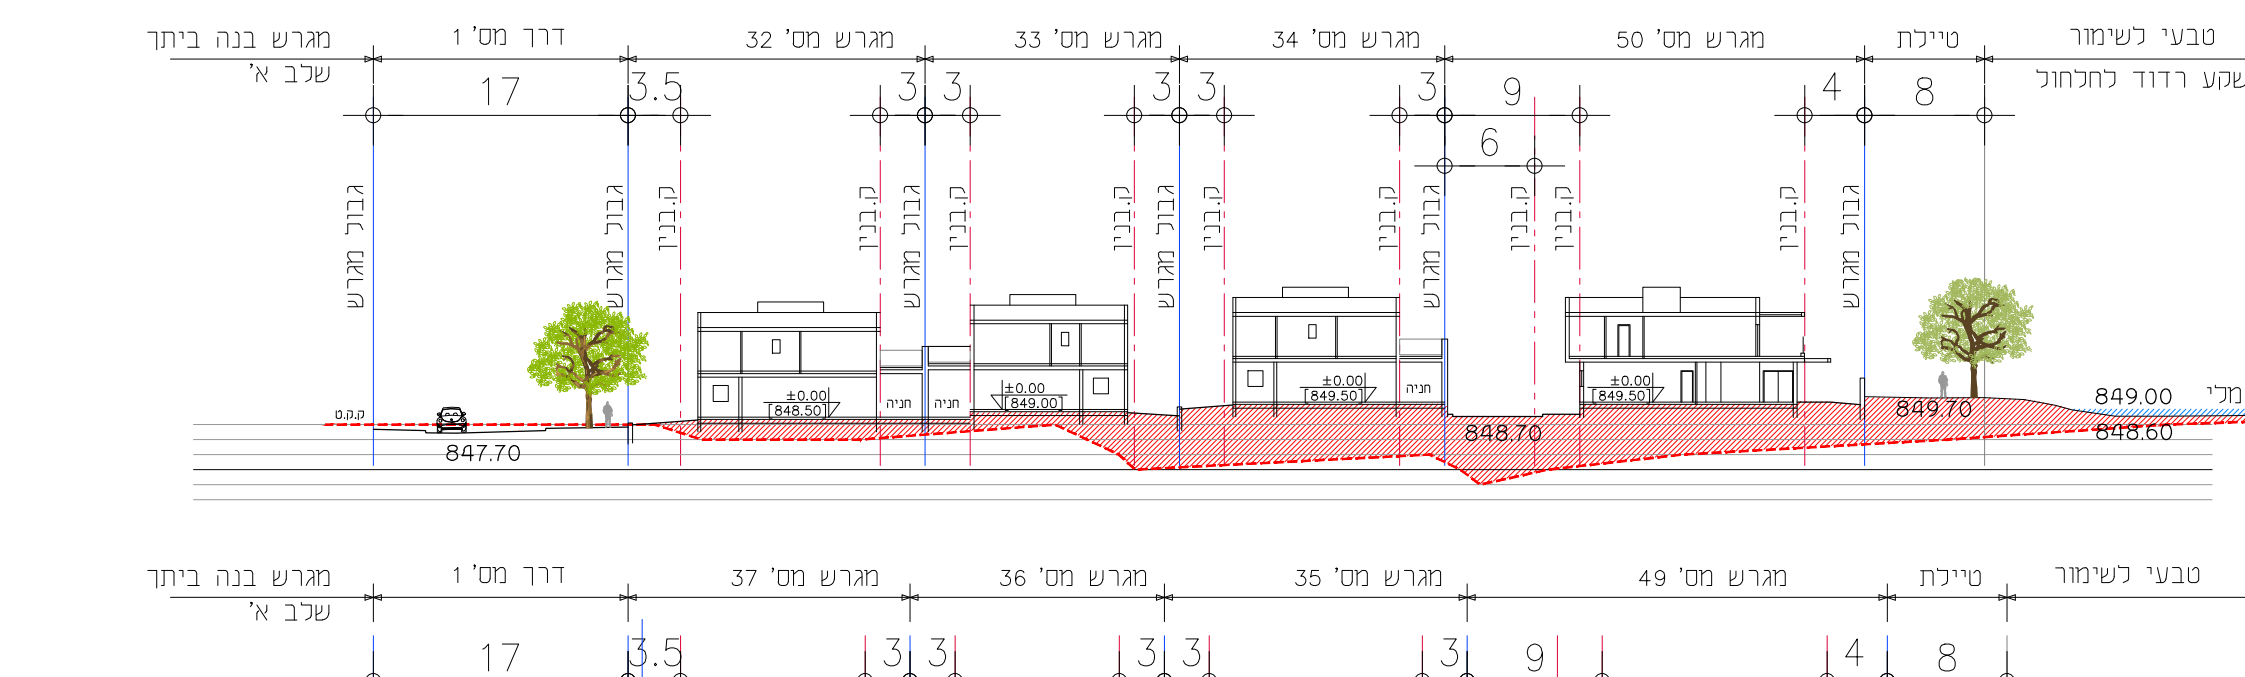 מגרש בנה ביתך
שלב א'
דרך מס' 1
מגרש מס' 32
מגרש מס' 33
מגרש מס' 34
מגרש מס' 50
טיילת
טבעי לשימור
שקע רדוד לחלחול
17
3.5
3
3
3
3
3
9
4
8
6
גבול מגרש
גבול מגרש
ק.בניין
ק.בניין
גבול מגרש
ק.בניין
ק.בניין
גבול מגרש
ק.בניין
ק.בניין
גבול מגרש
ק.בניין
ק.בניין
ק.בניין
גבול מגרש
ק.ק.ט
847.70
±0.00
[848.50]
חניה
חניה
±0.00
[849.00]
±0.00
[849.50]
חניה
848.70
±0.00
[849.50]
849.70
849.00
מלי
848.60
מגרש בנה ביתך
שלב א'
דרך מס' 1
מגרש מס' 37
מגרש מס' 36
מגרש מס' 35
מגרש מס' 49
טיילת
טבעי לשימור
17
3.5
3
3
3
3
3
9
4
8